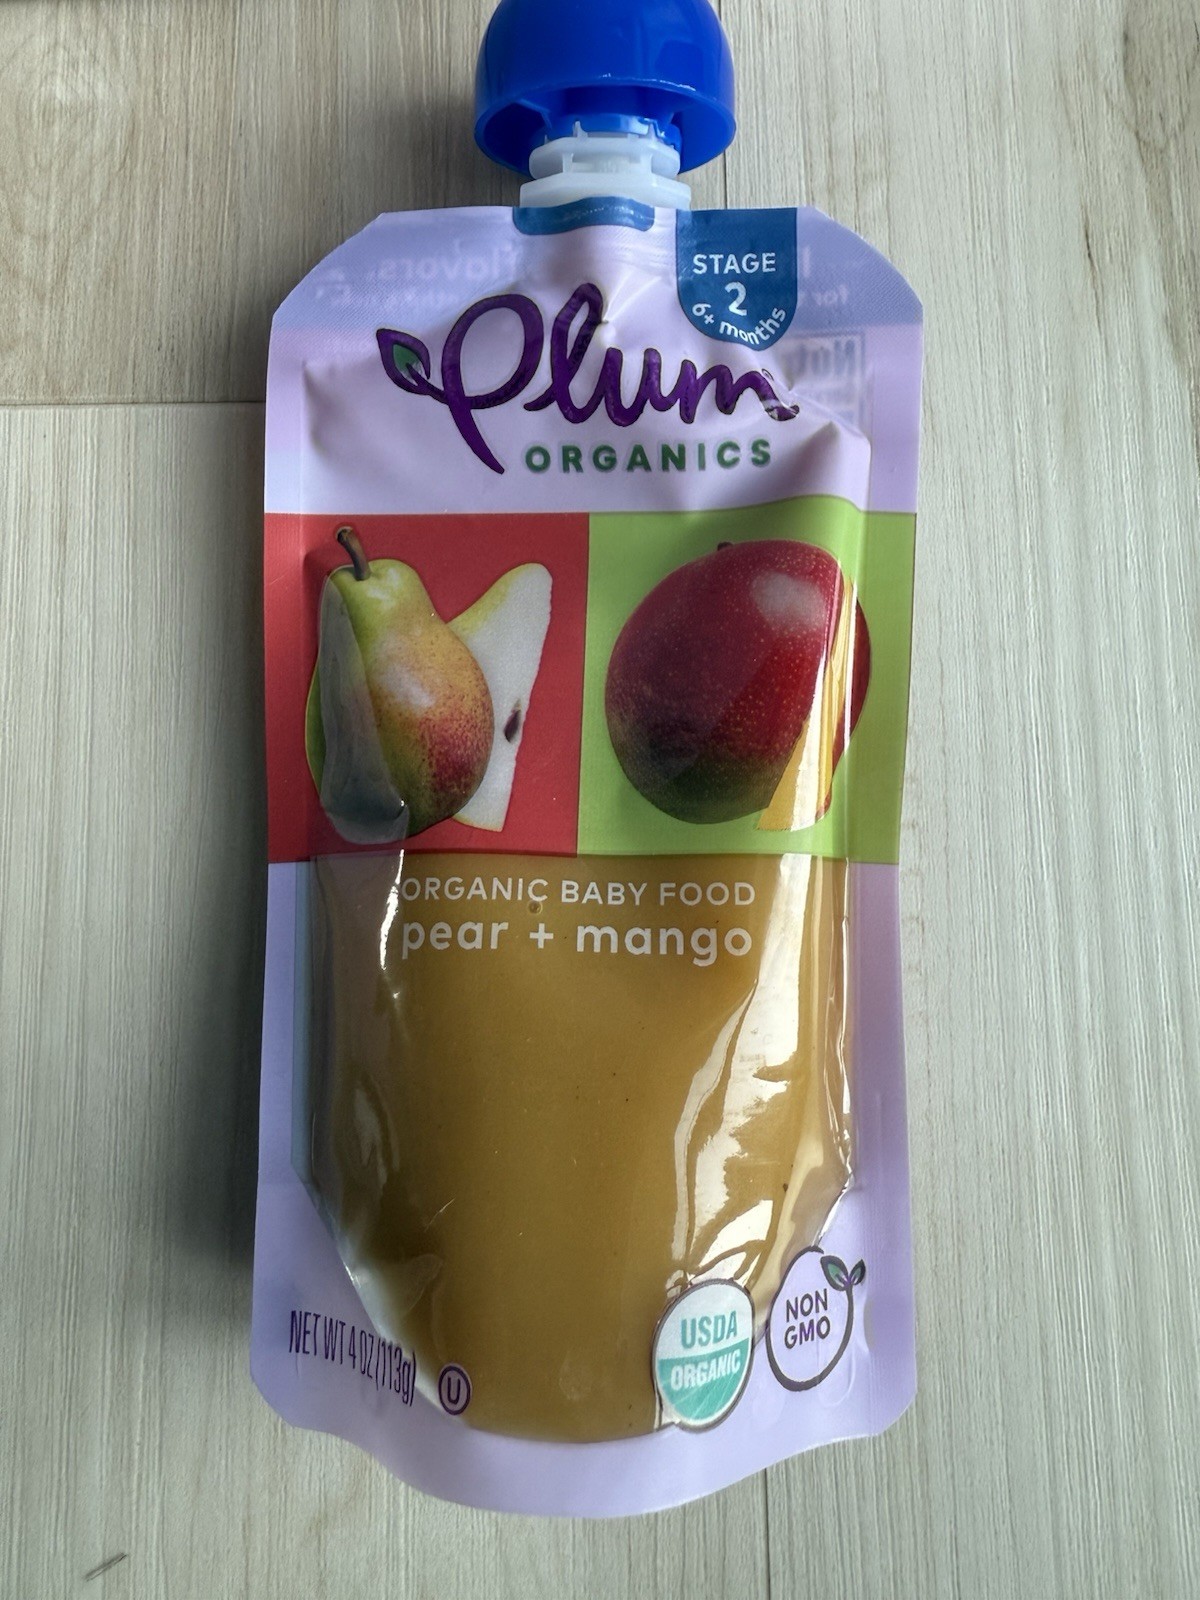 STAGE
2
6+ months
Plum
ORGANICS
ORGANIC BABY FOOD
pear + mango
NET WT 4 OZ (113g)
U
USDA
ORGANIC
NON
GMO
flavors.